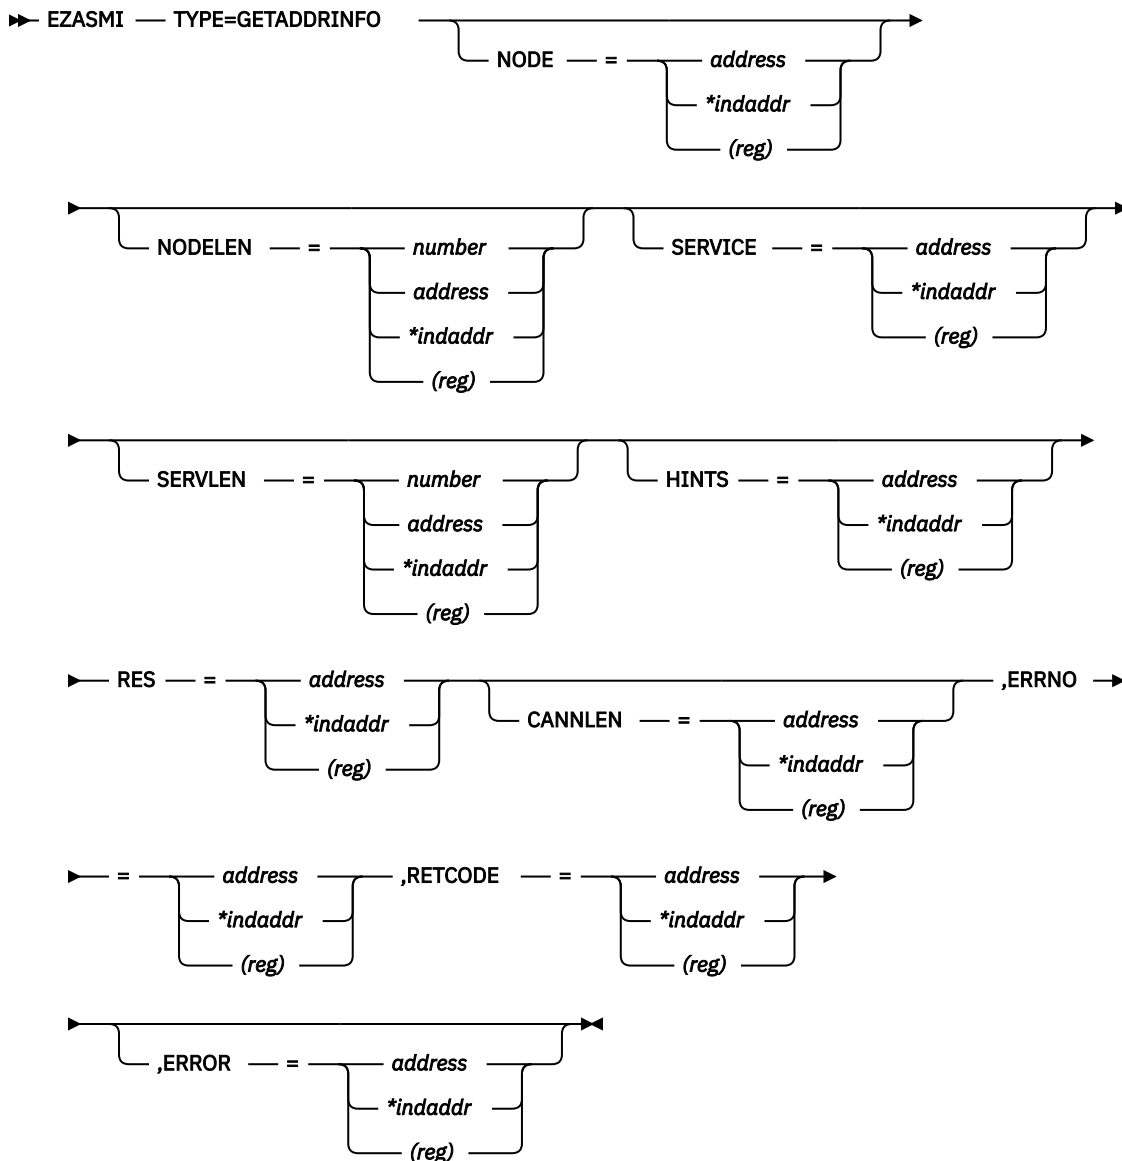 EZASMI TYPE=GETADDRINFO
NODE = address
*indaddr
(reg)
NODELEN = number
address
*indaddr
(reg)
SERVICE = address
*indaddr
(reg)
SERVLEN = number
address
*indaddr
(reg)
HINTS = address
*indaddr
(reg)
RES = address
*indaddr
(reg)
CANNLEN = address
*indaddr
(reg)
,ERRNO
= address
*indaddr
(reg)
,RETCODE = address
*indaddr
(reg)
,ERROR = address
*indaddr
(reg)